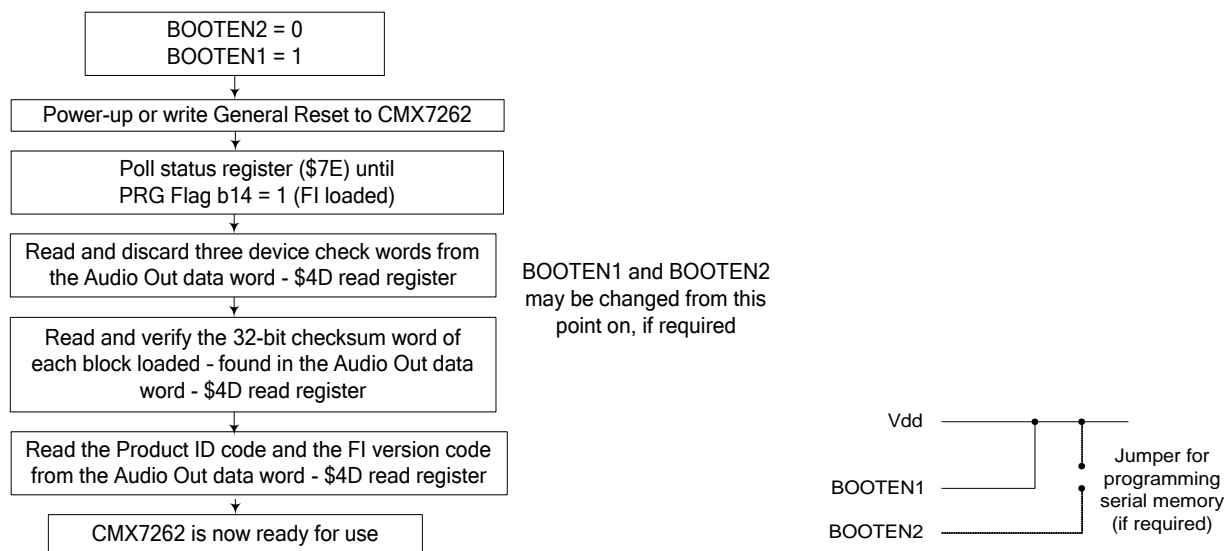 BOOTEN2 = 0
BOOTEN1 = 1
Power-up or write General Reset to CMX7262
Poll status register ($7E) until
PRG Flag b14 = 1 (FI loaded)
Read and discard three device check words from
the Audio Out data word - $4D read register
BOOTEN1 and BOOTEN2
may be changed from this
point on, if required
Read and verify the 32-bit checksum word of
each block loaded – found in the Audio Out data
word - $4D read register
Read the Product ID code and the FI version code
from the Audio Out data word - $4D read register
CMX7262 is now ready for use
Vdd
BOOTEN1
BOOTEN2
Jumper for
programming
serial memory
(if required)